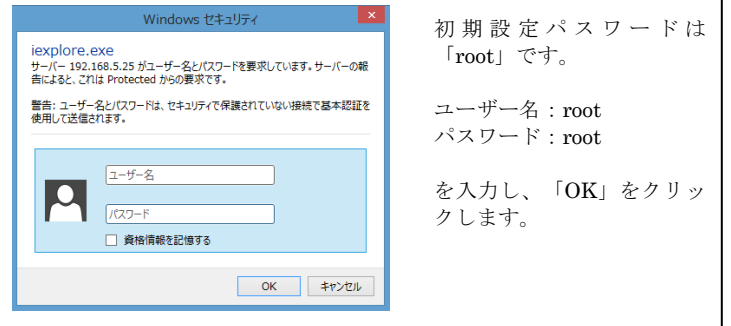 Windows セキュリティ
iexplore.exe
サーバー 192.168.5.25 がユーザー名とパスワードを要求しています。サーバーの報
告によると、これは Protected からの要求です。
警告: ユーザー名とパスワードは、セキュリティで保護されていない接続で基本認証を
使用して送信されます。
ユーザー名
パスワード
資格情報を記憶する
OK
キャンセル
初期設定パスワードは
「root」です。
ユーザー名：root
パスワード：root
を入力し、「OK」をクリッ
クします。